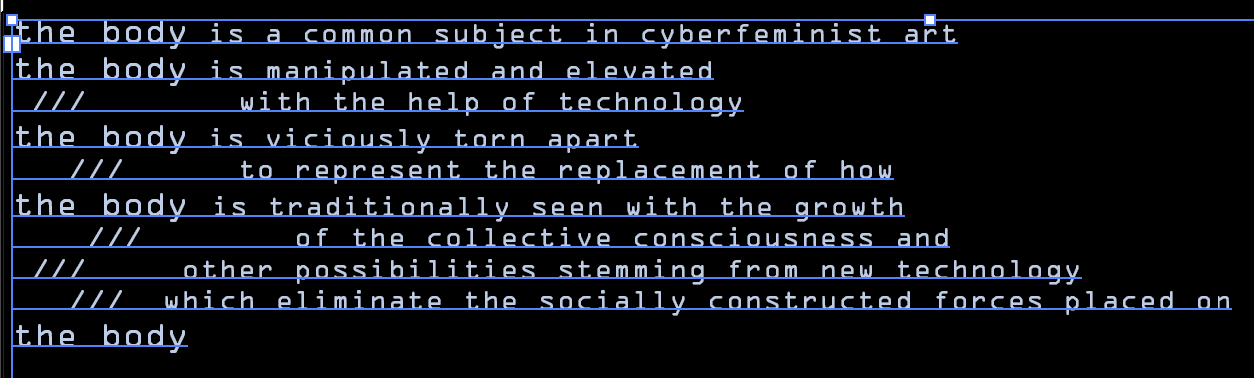 the body is a common subject in cyberfeminist art
the body is manipulated and elevated
/// with the help of technology
the body is viciously torn apart
/// to represent the replacement of how
the body is traditionally seen with the growth
/// of the collective consciousness and
/// other possibilities stemming from new technology
/// which eliminate the socially constructed forces placed on
the body